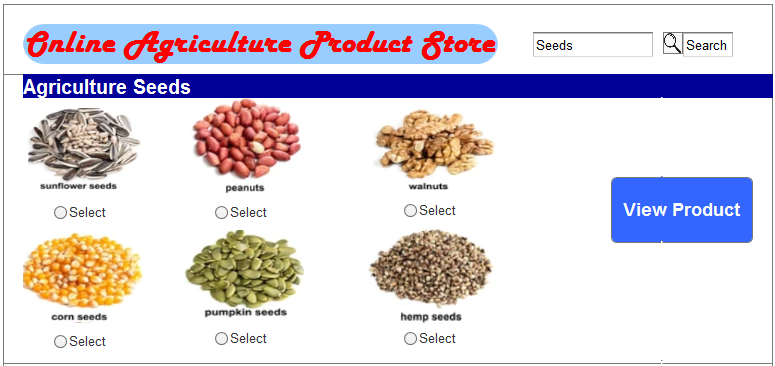 Online Agriculture Product Store
Seeds
Search
Agriculture Seeds
sunflower seeds
peanuts
walnuts
Select
Select
Select
View Product
corn seeds
pumpkin seeds
hemp seeds
Select
Select
Select